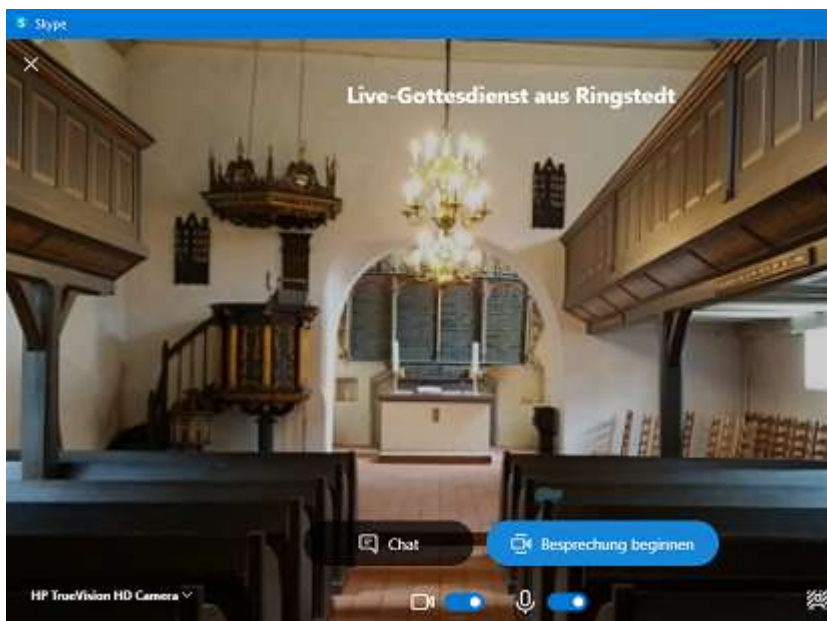 Skype
Live-Gottesdienst aus Ringstedt
Chat
Besprechung beginnen
HP TrueVision HD Camera